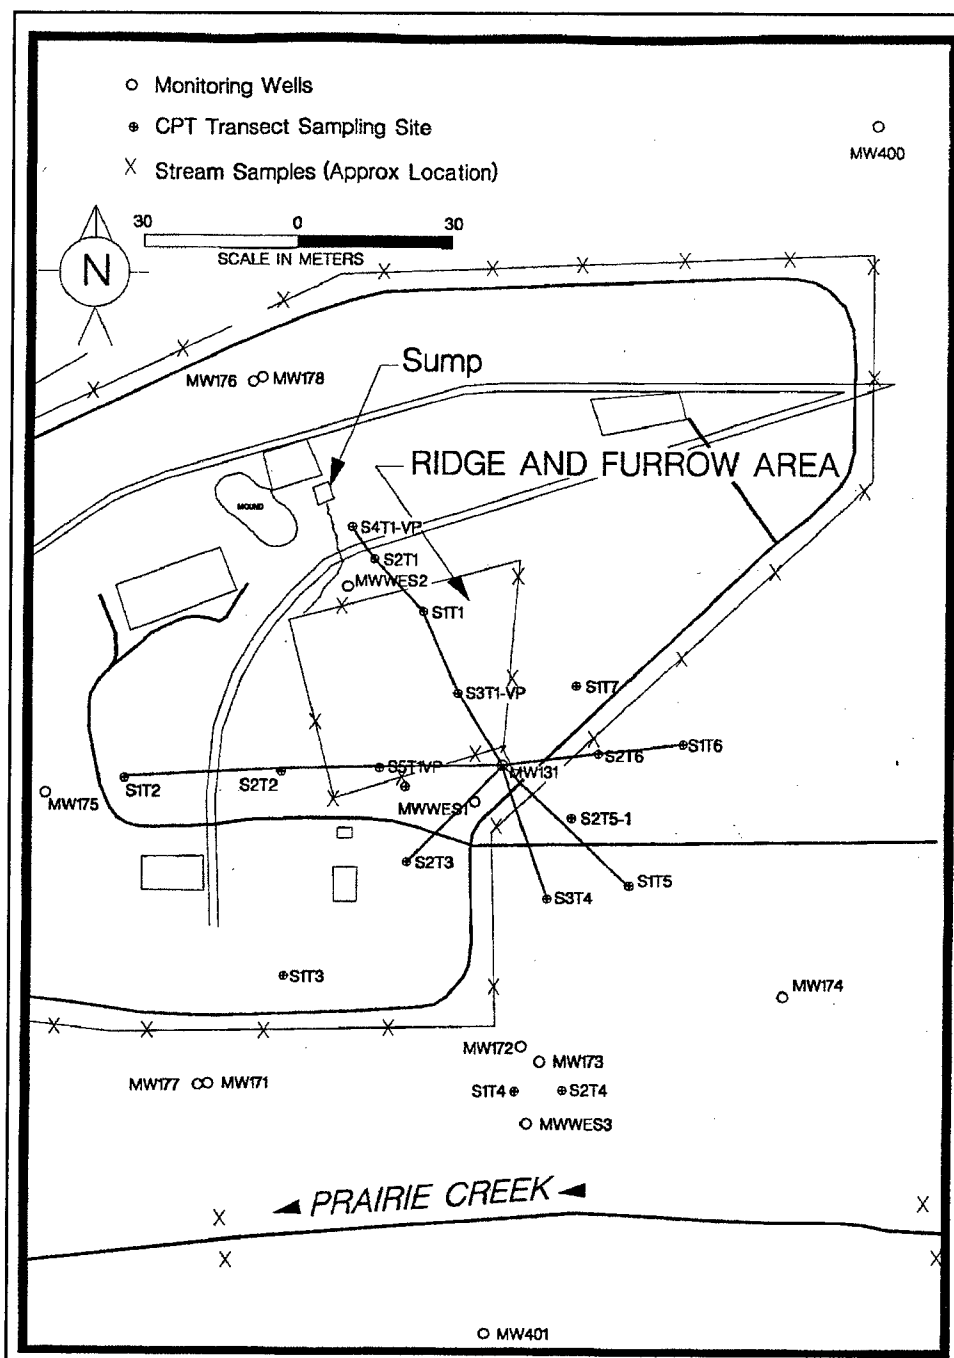 Monitoring Wells
CPT Transect Sampling Site
Stream Samples (Approx Location)
MW400
30 0 30
SCALE IN METERS
N
Sump
MW176 MW178
RIDGE AND FURROW AREA
MOUND
S4T1-VP
S2T1
MWWES2
S1T1
S1T7
S3T1-VP
S1T6
S2T6
S5T1VP
MW131
S2T2
S1T2
MW175
MWWES1
S2T5-1
S2T3
S1T5
S3T4
S1T3
MW174
MW172
MW173
MW177 MW171
S1T4 S2T4
MWWES3
PRAIRIE CREEK
MW401